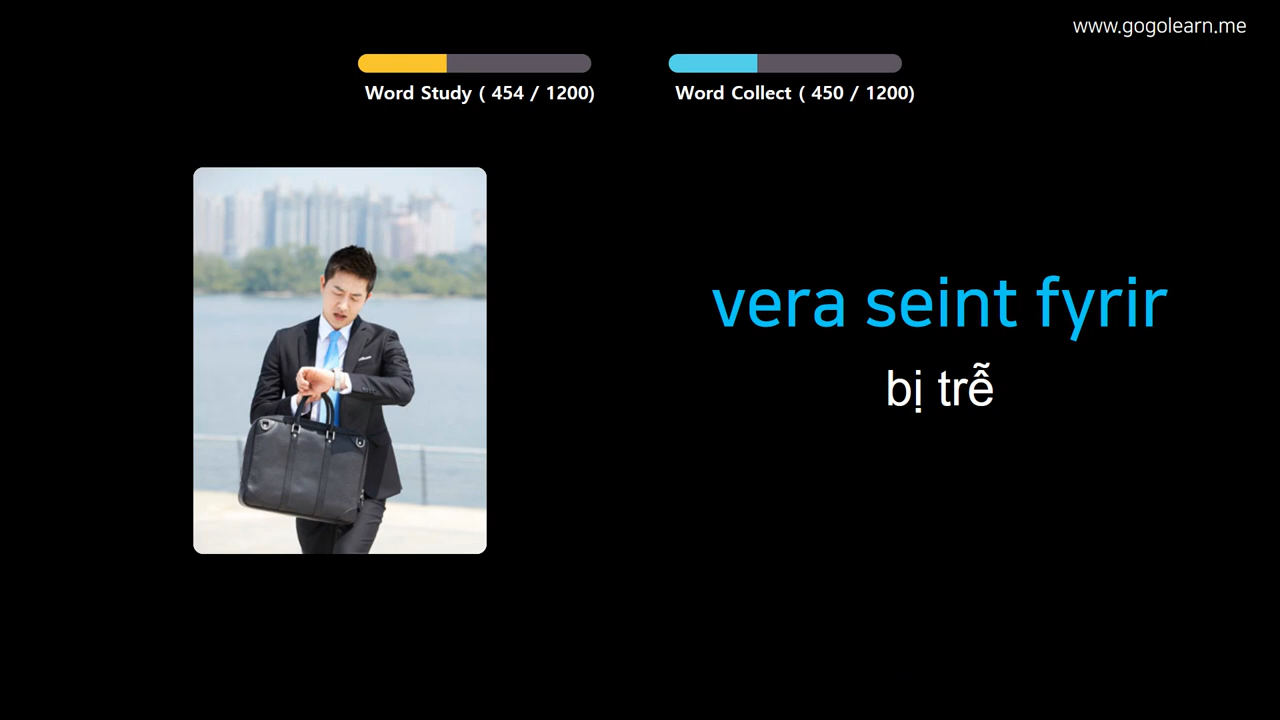 www.gogolearn.me
Word Study ( 454 / 1200)
Word Collect ( 450 / 1200)
vera seint fyrir
bị trễ